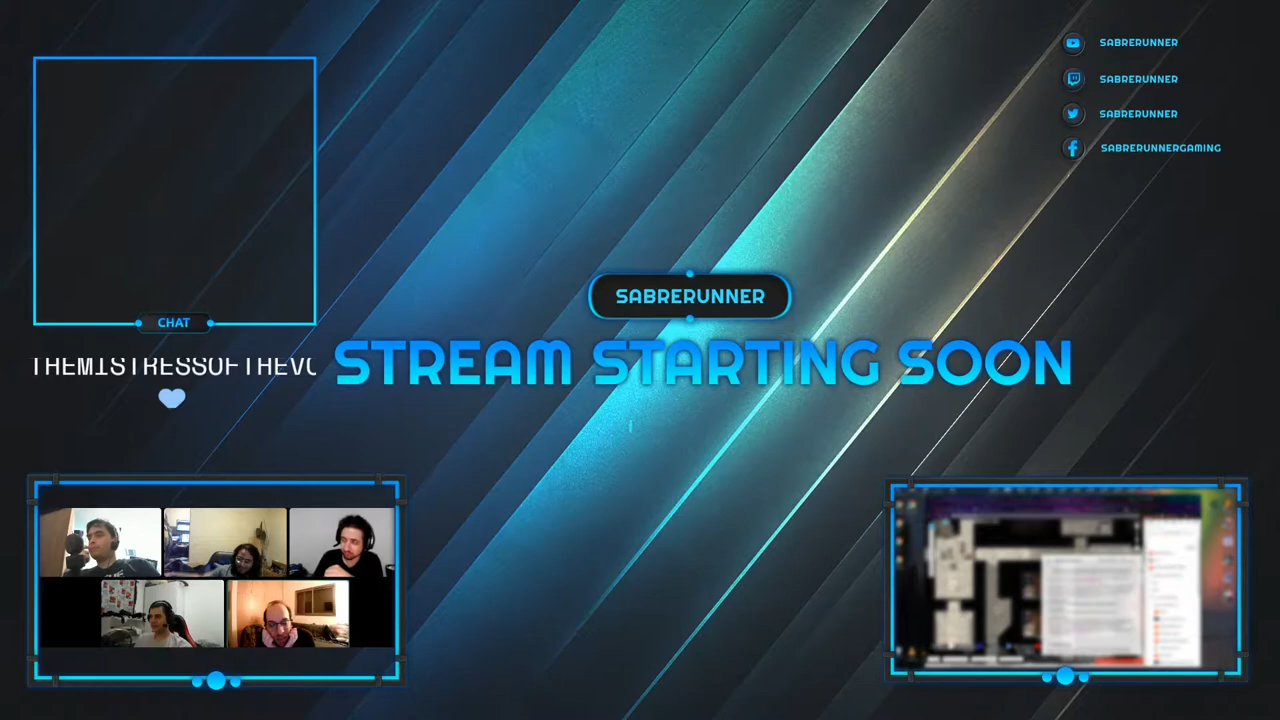 SABRERUNNER
SABRERUNNER
SABRERUNNER
SABRERUNNERGAMING
SABRERUNNER
CHAT
THEMISTRESSOFTHEVO
STREAM STARTING SOON